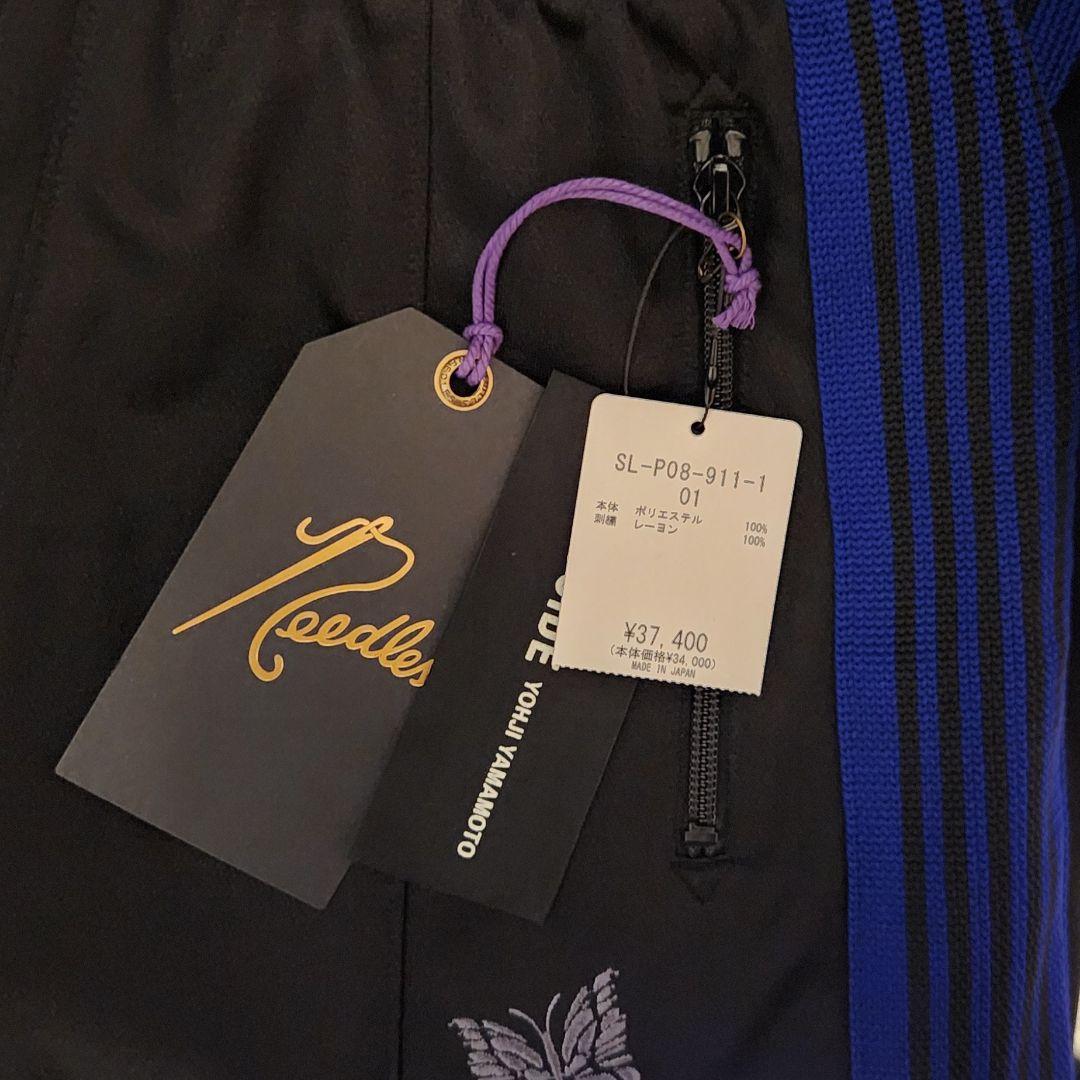 Needles
YOHJI YAMAMOTO
SL-P08-911-1
01
本体 ポリエステル 100%
刺繍 レーヨン 100%
¥37,400
(本体価格¥34,000)
MADE IN JAPAN